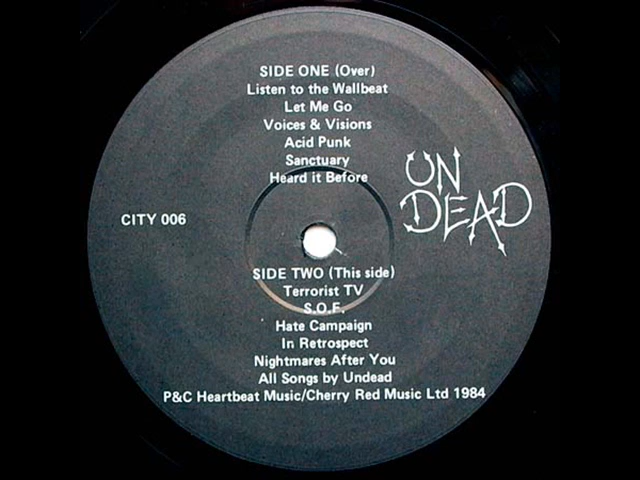 SIDE ONE (Over)
Listen to the Wallbeat
Let Me Go
Voices & Visions
Acid Punk
Sanctuary
Heard it Before
UN
DEAD
CITY 006
SIDE TWO (This side)
Terrorist TV
S.O.F.
Hate Campaign
In Retrospect
Nightmares After You
All Songs by Undead
P&C Heartbeat Music/Cherry Red Music Ltd 1984